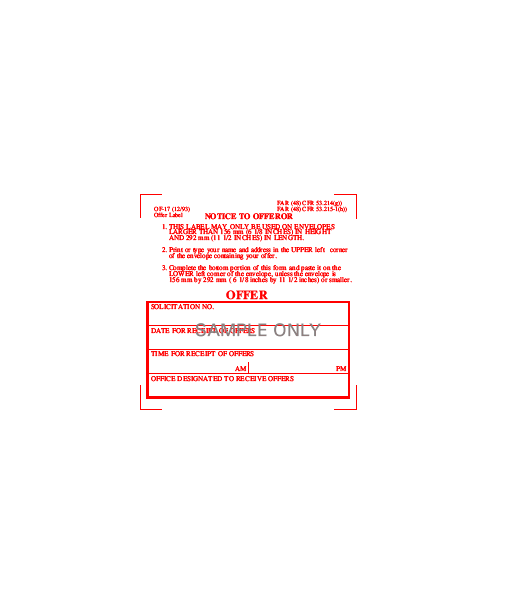 FAR (48) CFR 53.214(g))
OF-17 (12/93) FAR (48) CFR 53.215-1(h))
Offer Label
NOTICE TO OFFEROR
1. THIS LABEL MAY ONLY BE USED ON ENVELOPES
LARGER THAN 156 mm (6 1/8 INCHES) IN HEIGHT
AND 292 mm (11 1/2 INCHES) IN LENGTH.
2. Print or type your name and address in the UPPER left corner
of the envelope containing your offer.
3. Complete the bottom portion of this form and paste it on the
LOWER left corner of the envelope, unless the envelope is
156 mm by 292 mm ( 6 1/8 inches by 11 1/2 inches) or smaller.
OFFER
SOLICITATION NO.
DATE FOR RECEIPT OF OFFERS
SAMPLE ONLY
TIME FOR RECEIPT OF OFFERS
AM PM
OFFICE DESIGNATED TO RECEIVE OFFERS